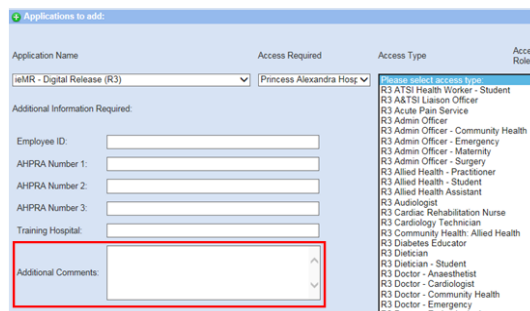 Applications to add:
Application Name
Access Required
Access Type
Acce
Role
ieMR - Digital Release (R3)
Princess Alexandra Hosp
Please select access type:
Additional Information Required:
Employee ID:
AHPRA Number 1:
AHPRA Number 2:
AHPRA Number 3:
Training Hospital:
Additional Comments:
R3 ATSI Health Worker - Student
R3 A&TSI Liaison Officer
R3 Acute Pain Service
R3 Admin Officer
R3 Admin Officer - Community Health
R3 Admin Officer - Emergency
R3 Admin Officer - Maternity
R3 Admin Officer - Surgery
R3 Allied Health - Practitioner
R3 Allied Health - Student
R3 Allied Health Assistant
R3 Audiologist
R3 Cardiac Rehabilitation Nurse
R3 Cardiology Technician
R3 Community Health: Allied Health
R3 Diabetes Educator
R3 Dietician
R3 Dietician - Student
R3 Doctor - Anaesthetist
R3 Doctor - Cardiologist
R3 Doctor - Community Health
R3 Doctor - Emergency